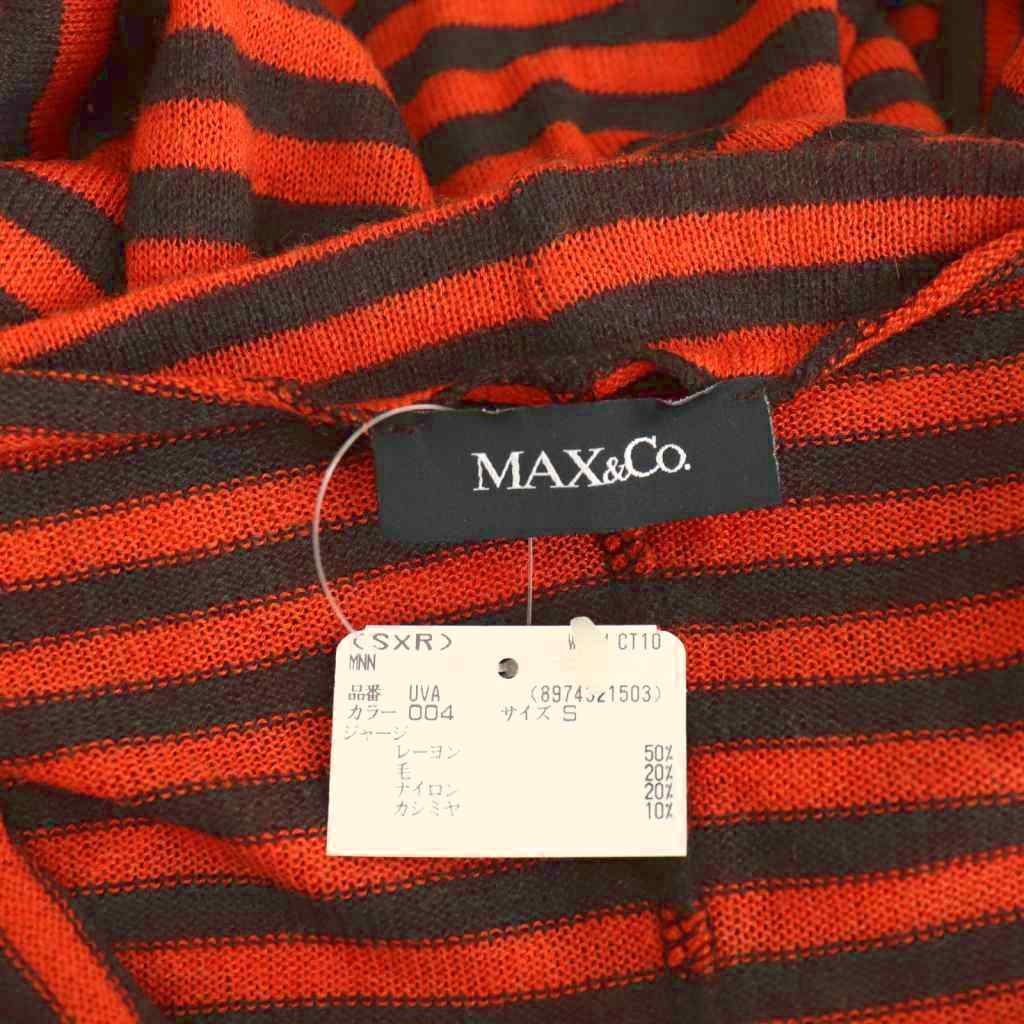 MAX&Co.
(SXR) CT10
MNN
品番 UVA (8974321503)
カラー 004 サイズ S
ジャージ
レーヨン 50%
毛 20%
ナイロン 20%
カシミヤ 10%